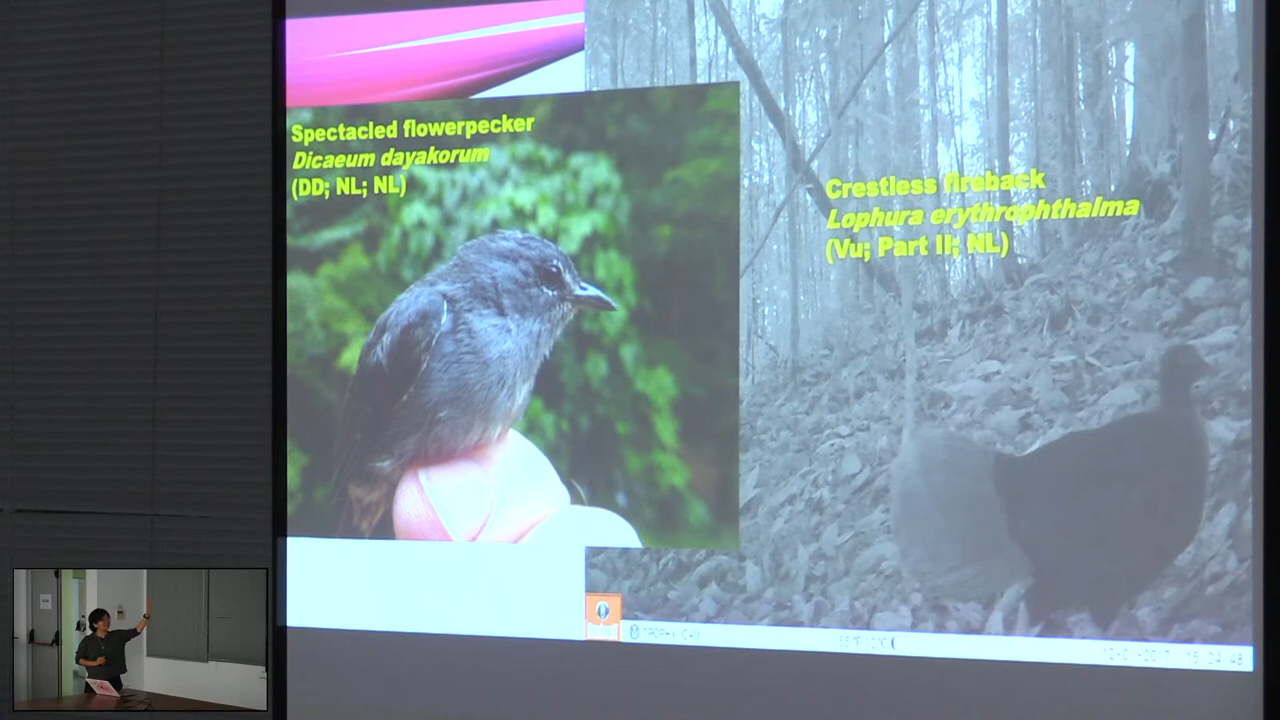 Spectacled flowerpecker
Dicaeum dayakorum
(DD; NL; NL)
Crestless fireback
Lophura erythrophthalma
(Vu; Part II; NL)